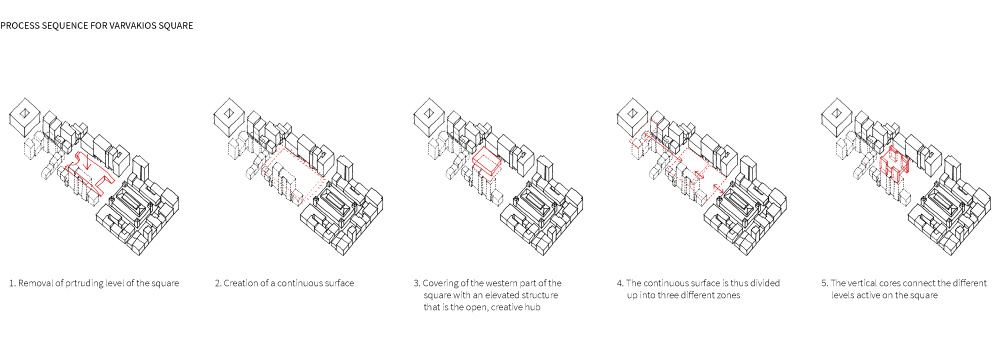 PROCESS SEQUENCE FOR VARVAKIOS SQUARE
1. Removal of prtruding level of the square
2. Creation of a continuous surface
3. Covering of the western part of the
square with an elevated structure
that is the open, creative hub
4. The continuous surface is thus divided
up into three different zones
5. The vertical cores connect the different
levels active on the square